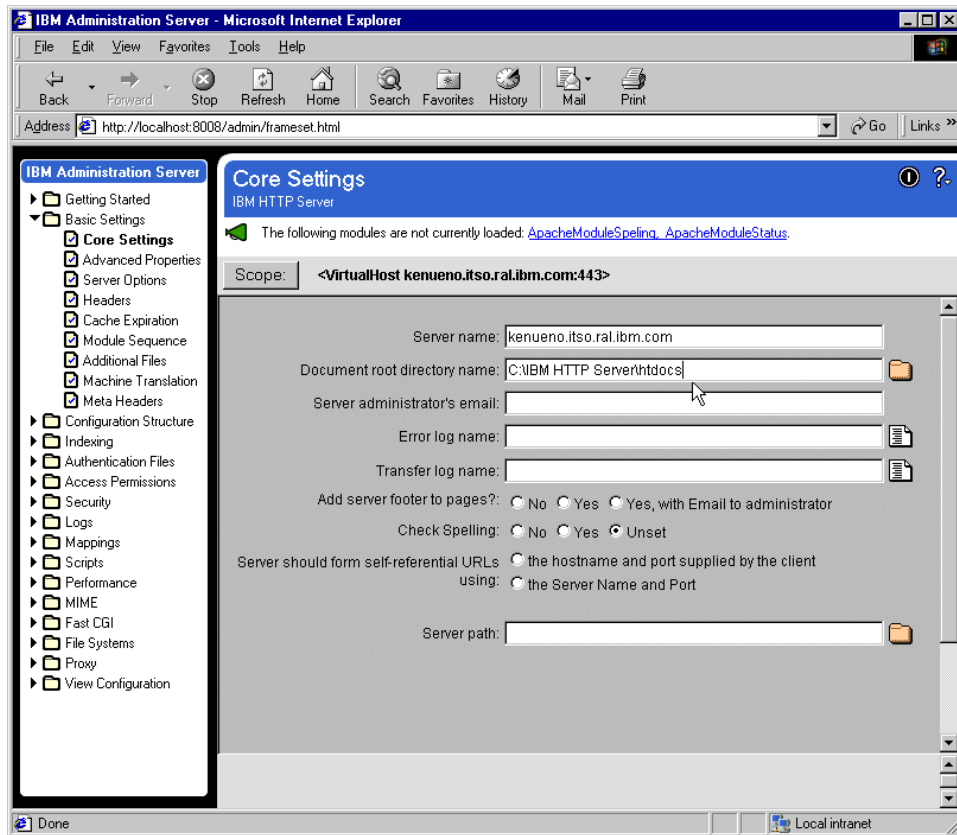 IBM Administration Server - Microsoft Internet Explorer
File Edit View Favorites Tools Help
Back Forward Stop Refresh Home Search Favorites History Mail Print
Address http://localhost:8008/admin/frameset.html Go Links »
IBM Administration Server
Getting Started
Basic Settings
Core Settings
Advanced Properties
Server Options
Headers
Cache Expiration
Module Sequence
Additional Files
Machine Translation
Meta Headers
Configuration Structure
Indexing
Authentication Files
Access Permissions
Security
Logs
Mappings
Scripts
Performance
MIME
Fast CGI
File Systems
Proxy
View Configuration
Core Settings
IBM HTTP Server
The following modules are not currently loaded: ApacheModuleSpeling, ApacheModuleStatus.
Scope: <VirtualHost kenueno.itso.ral.ibm.com:443>
Server name: kenueno.itso.ral.ibm.com
Document root directory name: C:\IBM HTTP Server\htdocs
Server administrator's email:
Error log name:
Transfer log name:
Add server footer to pages?: No Yes Yes, with Email to administrator
Check Spelling: No Yes Unset
Server should form self-referential URLs the hostname and port supplied by the client
using: the Server Name and Port
Server path:
Done Local intranet